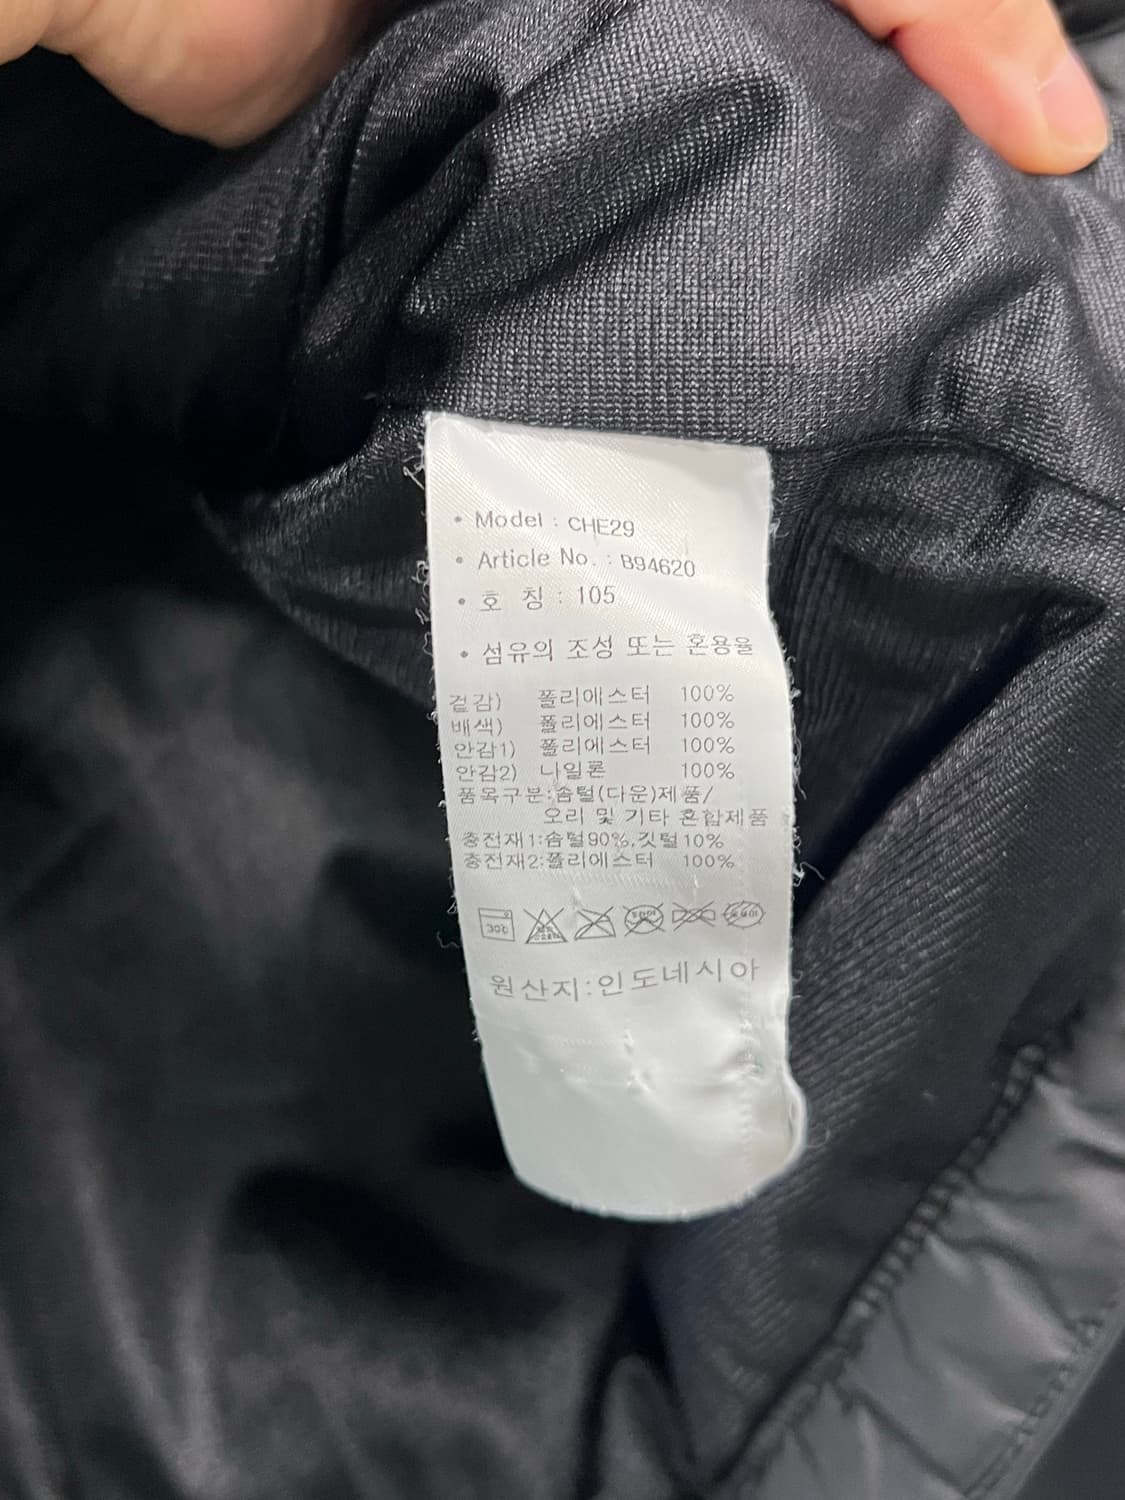 • Model : CHE29
• Article No. : B94620
• 호 칭 : 105
• 섬유의 조성 또는 혼용율
겉감) 폴리에스터 100%
배색) 폴리에스터 100%
안감1) 폴리에스터 100%
안감2) 나일론 100%
품목구분:솜털(다운)제품/
오리 및 기타 혼합제품
충전재1:솜털90%,깃털10%
충전재2:폴리에스터 100%
30℃ 드라이
원산지:인도네시아